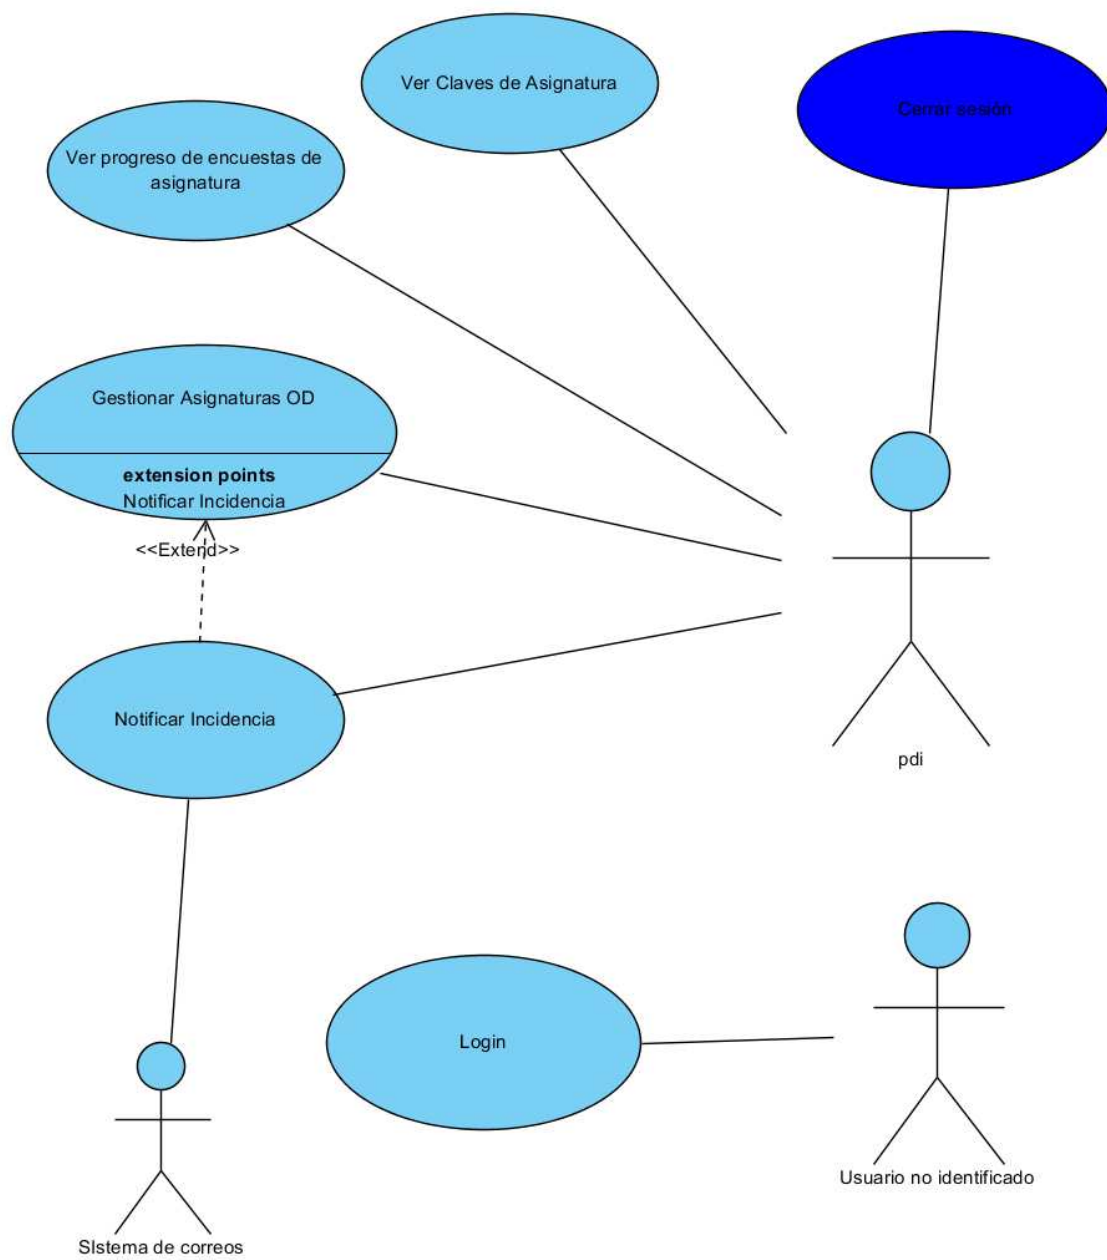 Ver Claves de Asignatura
Cerrar sesión
Ver progreso de encuestas de
asignatura
Gestionar Asignaturas OD
extension points
Notificar Incidencia
<<Extend>>
Notificar Incidencia
pdi
Login
Usuario no identificado
SIstema de correos